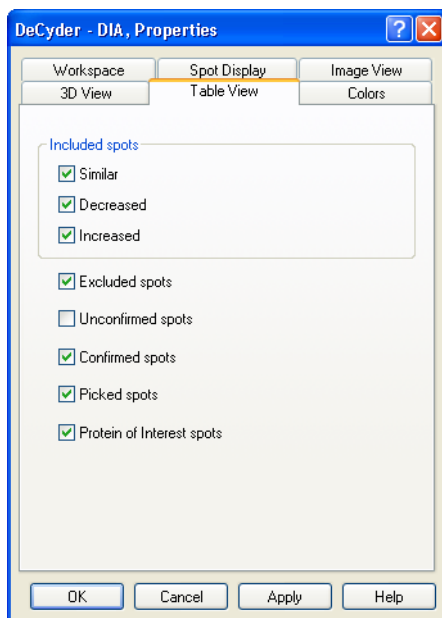 DeCyder - DIA, Properties
Workspace Spot Display Image View
3D View Table View Colors
Included spots
Similar
Decreased
Increased
Excluded spots
Unconfirmed spots
Confirmed spots
Picked spots
Protein of Interest spots
OK Cancel Apply Help